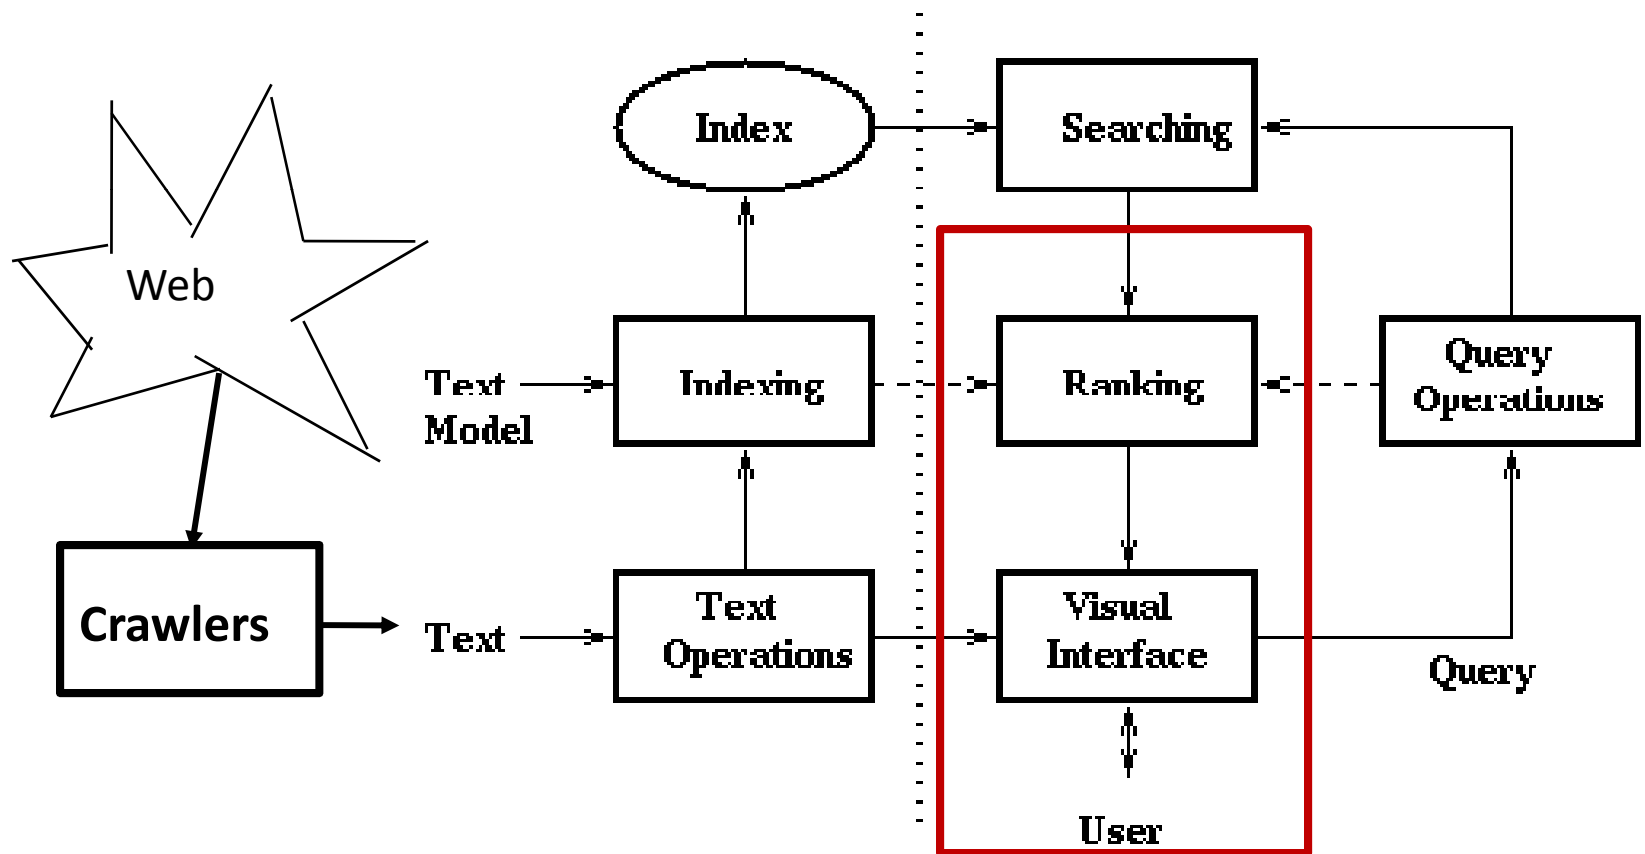 Index
Searching
Web
Text
Model
Indexing
Ranking
Query
Operations
Crawlers
Text
Text
Operations
Visual
Interface
Query
User